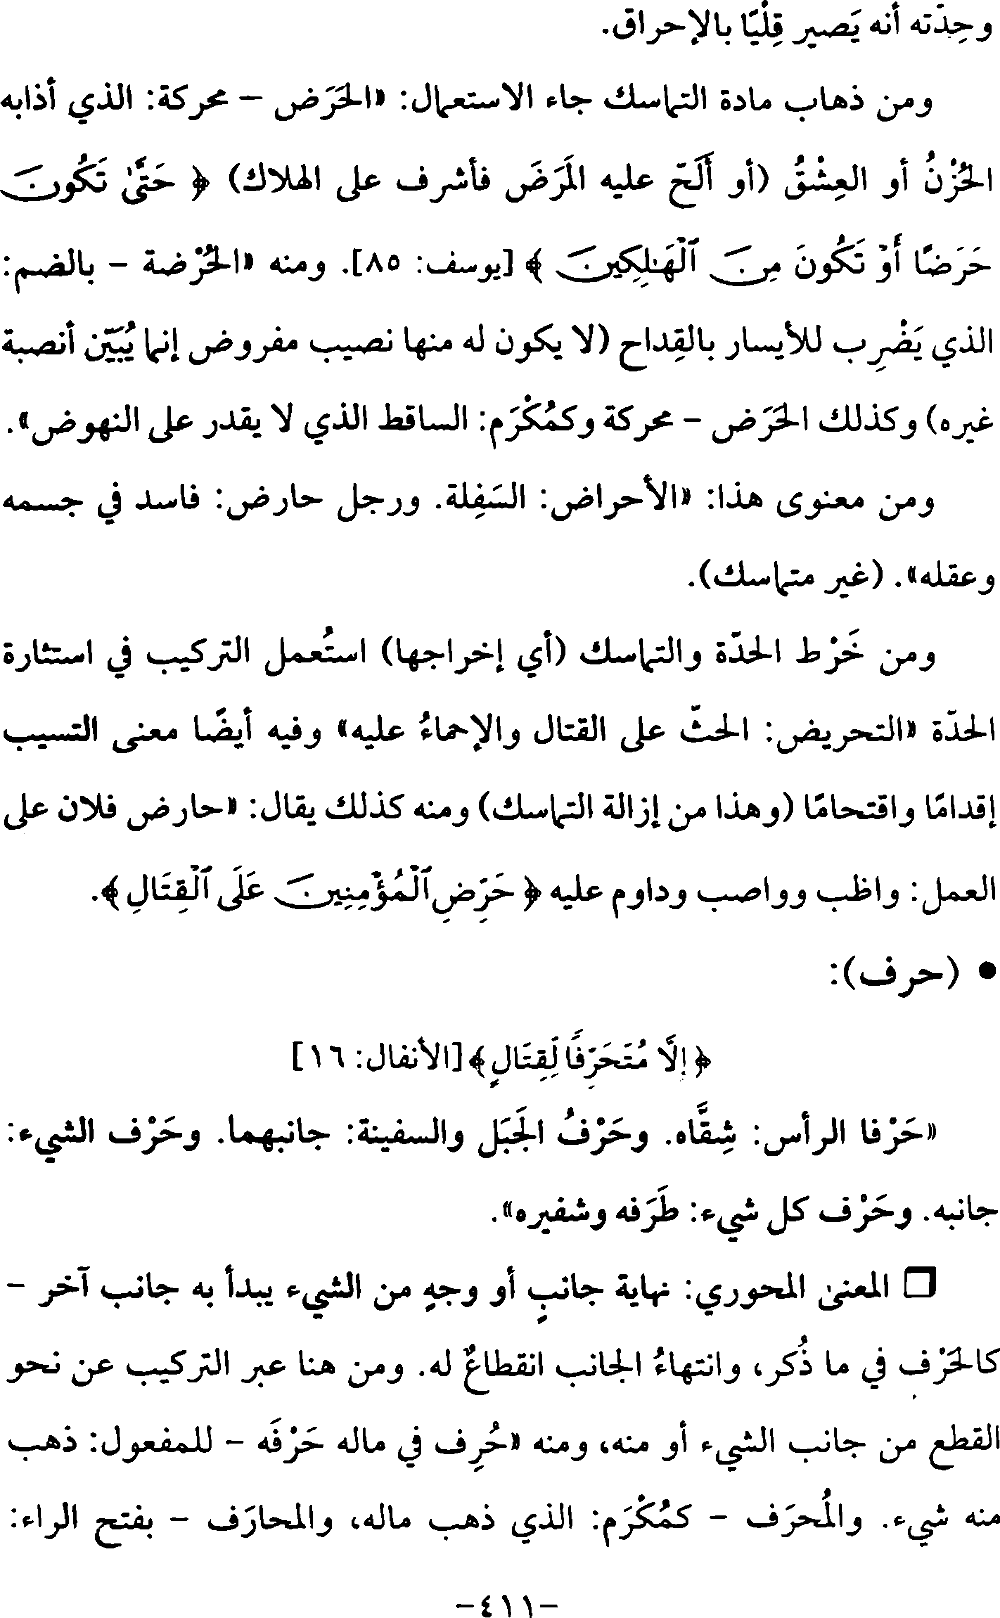 وحِدّته أنه يَصير قِلْيًا بالإحراق.
ومن ذهاب مادة التماسك جاء الاستعمال: «الحَرَض – محركة: الذي أذابه
الحُزْنُ أو العِشْقُ (أو أَلَحّ عليه المَرَضَ فأشرف على الهلاك) ﴿ حَتَّىٰ تَكُونَ
حَرَضًا أَوْ تَكُونَ مِنَ ٱلْهَٰلِكِينَ ﴾ [يوسف: ٨٥]. ومنه «الحُرْضة – بالضم:
الذي يَضْرِب للأيسار بالقِداح (لا يكون له منها نصيب مفروض إنما يُبَيّن أنصبة
غيره) وكذلك الحَرَض – محركة وكمُكْرَم: الساقط الذي لا يقدر على النهوض».
ومن معنوى هذا: «الأحراض: السَفِلة. ورجل حارض: فاسد في جسمه
وعقله». (غير متماسك).
ومن خَرْط الحدّة والتماسك (أي إخراجها) استُعمل التركيب في استثارة
الحدّة «التحريض: الحثّ على القتال والإحماءُ عليه» وفيه أيضًا معنى التسيب
إقدامًا واقتحامًا (وهذا من إزالة التماسك) ومنه كذلك يقال: «حارض فلان على
العمل: واظب وواصب وداوم عليه ﴿ حَرِّضِ ٱلْمُؤْمِنِينَ عَلَى ٱلْقِتَالِ ﴾.
• (حرف):
﴿ إِلَّا مُتَحَرِّفًا لِّقِتَالٍ ﴾ [الأنفال: ١٦]
«حَرْفا الرأس: شِقَّاه. وحَرْفُ الجَبَل والسفينة: جانبهما. وحَرْف الشيء:
جانبه. وحَرْف كل شيء: طَرَفه وشفيره».
❏ المعنىٰ المحوري: نهاية جانبٍ أو وجهٍ من الشيء يبدأ به جانب آخر –
كالحَرْف في ما ذُكر، وانتهاءُ الجانب انقطاعٌ له. ومن هنا عبر التركيب عن نحو
القطع من جانب الشيء أو منه، ومنه «حُرِف في ماله حَرْفَه – للمفعول: ذهب
منه شيء. والمُحرَف – كمُكْرَم: الذي ذهب ماله، والمحارَف – بفتح الراء:
-٤١١-